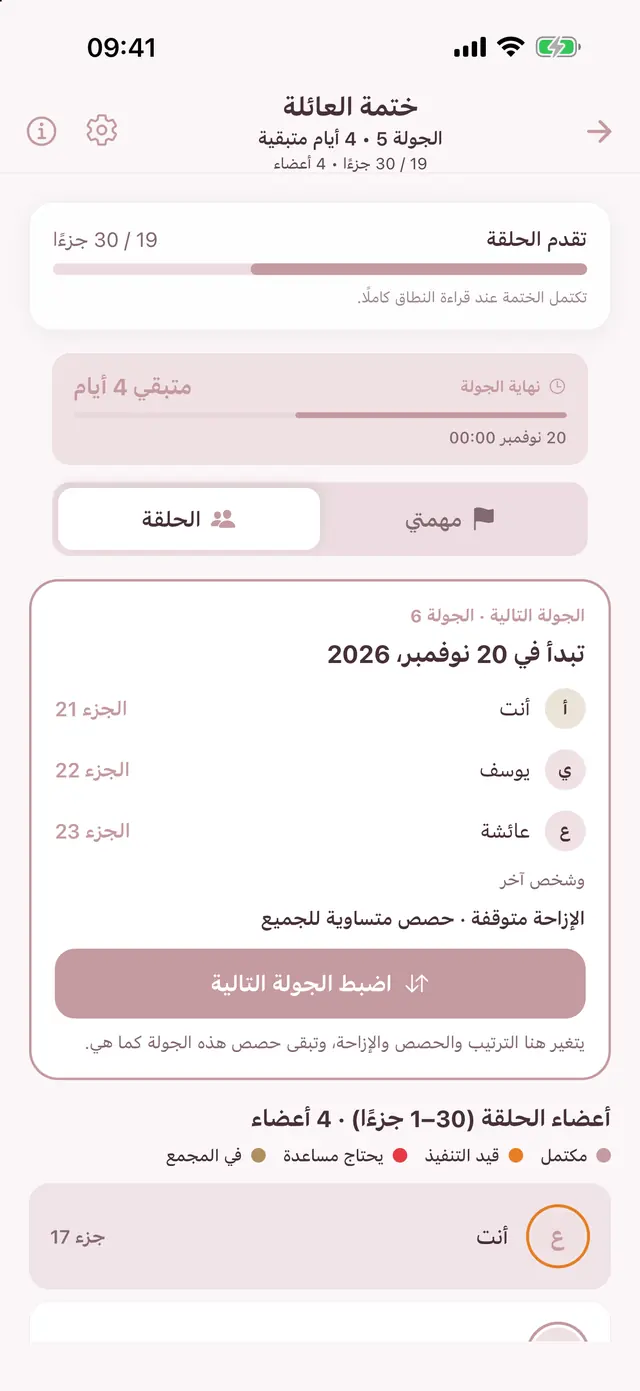 09:41
ختمة العائلة
الجولة 5 • 4 أيام متبقية
19 / 30 جزءًا • 4 أعضاء
تقدم الحلقة
19 / 30 جزءًا
تكتمل الختمة عند قراءة النطاق كاملًا.
نهاية الجولة
متبقي 4 أيام
20 نوفمبر 00:00
مهمتي
الحلقة
الجولة التالية · الجولة 6
تبدأ في 20 نوفمبر، 2026
أ أنت الجزء 21
ي يوسف الجزء 22
ع عائشة الجزء 23
وشخص آخر
الإزاحة متوقفة · حصص متساوية للجميع
اضبط الجولة التالية
يتغير هنا الترتيب والحصص والإزاحة، وتبقى حصص هذه الجولة كما هي.
أعضاء الحلقة (30–1 جزءًا) · 4 أعضاء
مكتمل قيد التنفيذ يحتاج مساعدة في المجمع
ع أنت جزء 17